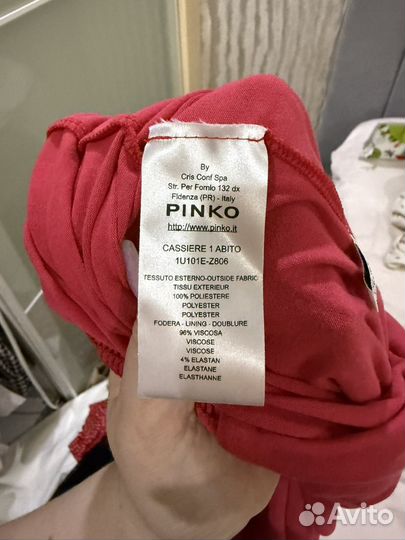 By
Cris Conf Spa
Str. Per Fornio 132 dx
Fidenza (PR) - Italy
PINKO
http://www.pinko.it
CASSIERE 1 ABITO
1U101E-Z806
TESSUTO ESTERNO-OUTSIDE FABRIC
TISSU EXTERIEUR
100% POLIESTERE
POLYESTER
POLYESTER
FODERA - LINING - DOUBLURE
96% VISCOSA
VISCOSE
VISCOSE
4% ELASTAN
ELASTANE
ELASTHANNE
Avito